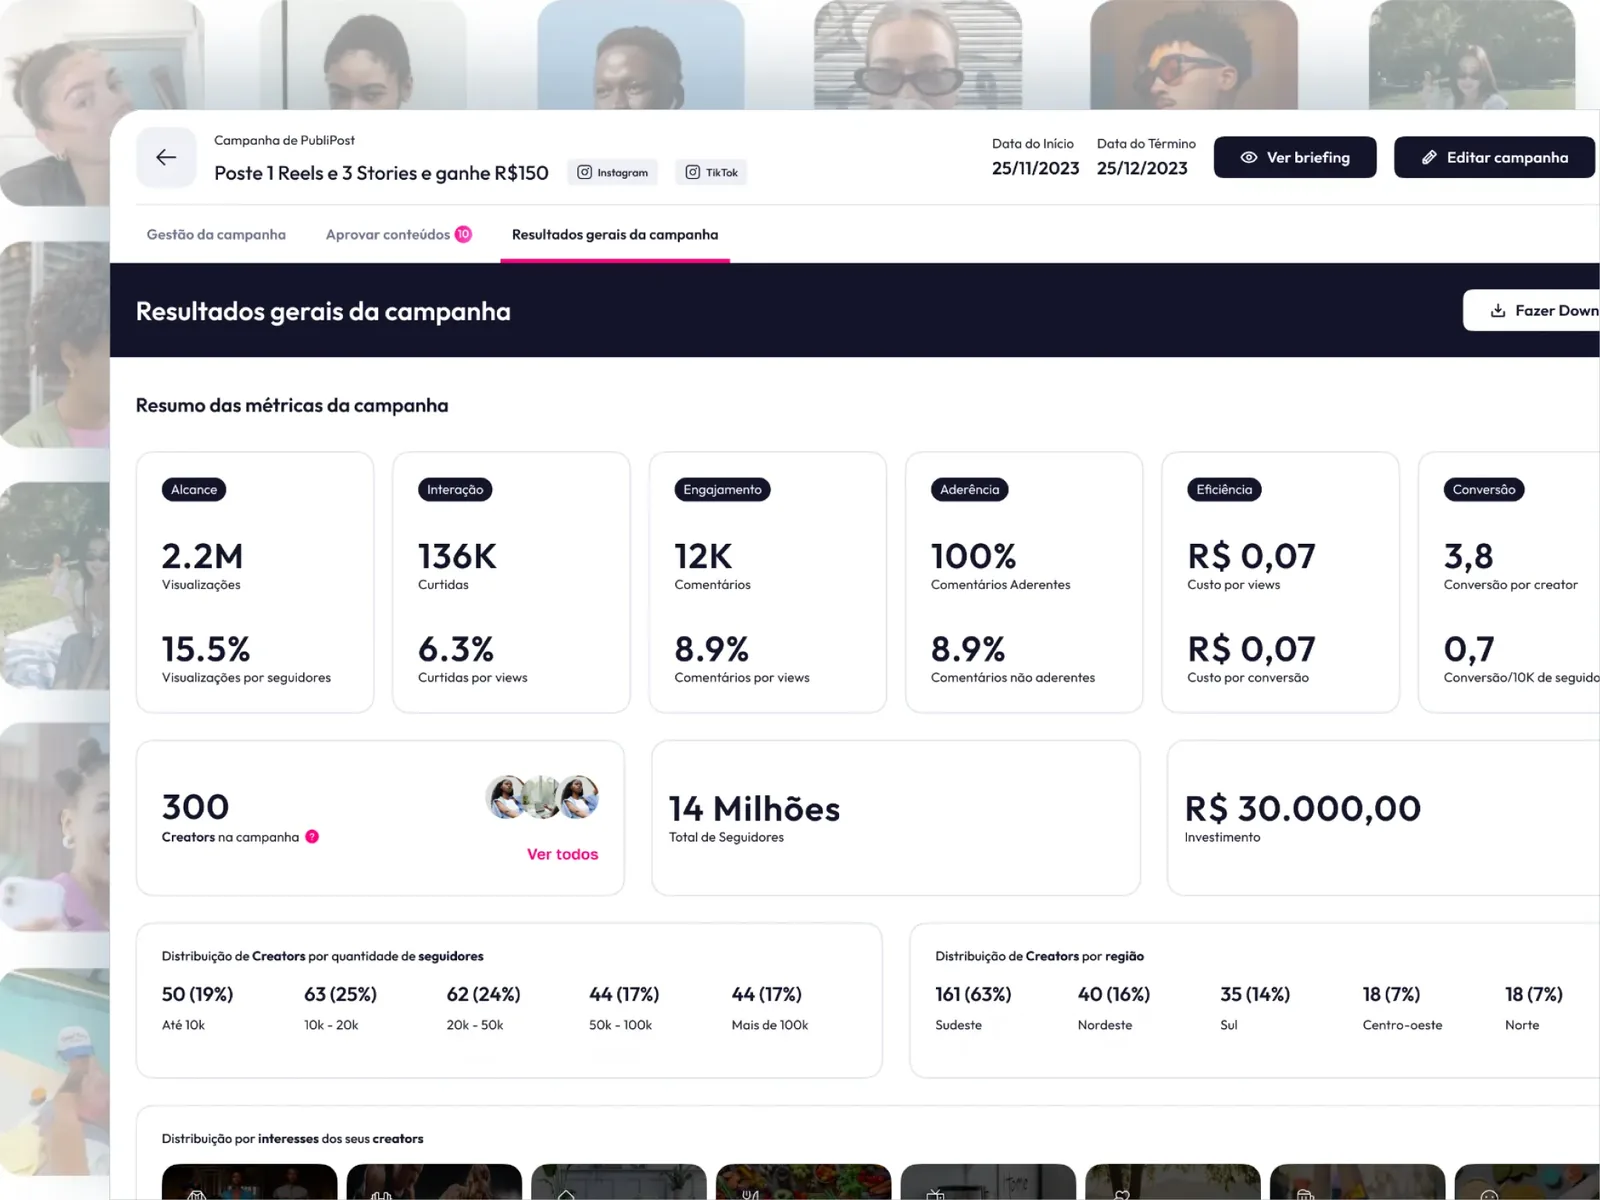 Campanha de PubliPost
Poste 1 Reels e 3 Stories e ganhe R$150
Instagram
TikTok
Data do Início
25/11/2023
Data do Término
25/12/2023
Ver briefing
Editar campanha
Gestão da campanha
Aprovar conteúdos 10
Resultados gerais da campanha
Resultados gerais da campanha
Fazer Down
Resumo das métricas da campanha
Alcance
2.2M
Visualizações
15.5%
Visualizações por seguidores
Interação
136K
Curtidas
6.3%
Curtidas por views
Engajamento
12K
Comentários
8.9%
Comentários por views
Aderência
100%
Comentários Aderentes
8.9%
Comentários não aderentes
Eficiência
R$ 0,07
Custo por views
R$ 0,07
Custo por conversão
Conversão
3,8
Conversão por creator
0,7
Conversão/10K de seguido
300
Creators na campanha ?
Ver todos
14 Milhões
Total de Seguidores
R$ 30.000,00
Investimento
Distribuição de Creators por quantidade de seguidores
50 (19%)
Até 10k
63 (25%)
10k - 20k
62 (24%)
20k - 50k
44 (17%)
50k - 100k
44 (17%)
Mais de 100k
Distribuição de Creators por região
161 (63%)
Sudeste
40 (16%)
Nordeste
35 (14%)
Sul
18 (7%)
Centro-oeste
18 (7%)
Norte
Distribuição por interesses dos seus creators